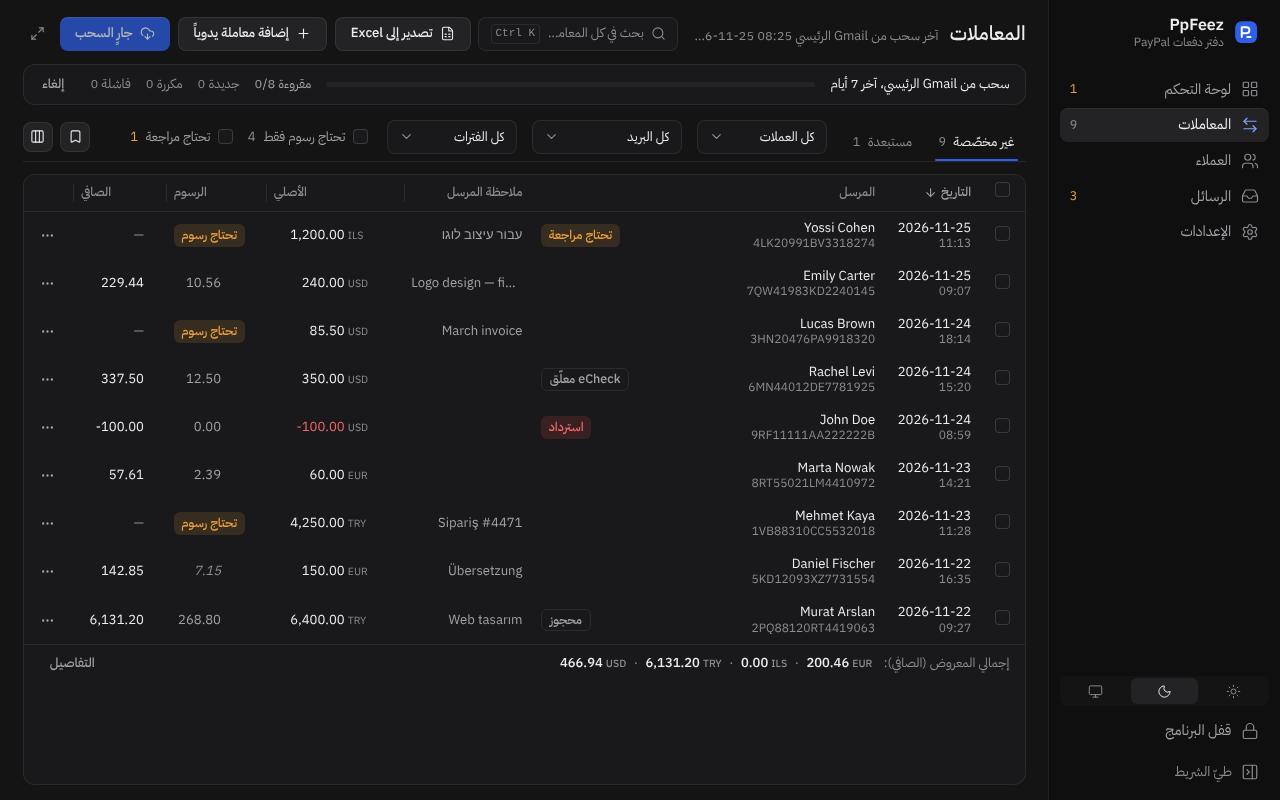 PpFeez
دفتر دفعات PayPal
لوحة التحكم 1
المعاملات 9
العملاء
الرسائل 3
الإعدادات
قفل البرنامج
طيّ الشريط
المعاملات
آخر سحب من Gmail الرئيسي 08:25 25-11-6...
بحث في كل المعامـ... Ctrl K
تصدير إلى Excel
إضافة معاملة يدوياً
جارٍ السحب
سحب من Gmail الرئيسي، آخر 7 أيام
مقروءة 0/8 جديدة 0 مكررة 0 فاشلة 0 إلغاء
غير مخصّصة 9 مستبعدة 1 كل العملات كل البريد كل الفترات تحتاج رسوم فقط 4 تحتاج مراجعة 1
التاريخ المرسل ملاحظة المرسل الأصلي الرسوم الصافي
2026-11-25 Yossi Cohen تحتاج مراجعة עבור עיצוב לוגו 1,200.00 ILS تحتاج رسوم —
11:13 4LK20991BV3318274
2026-11-25 Emily Carter Logo design — fi... 240.00 USD 10.56 229.44
09:07 7QW41983KD2240145
2026-11-24 Lucas Brown March invoice 85.50 USD تحتاج رسوم —
18:14 3HN20476PA9918320
2026-11-24 Rachel Levi eCheck معلّق 350.00 USD 12.50 337.50
15:20 6MN44012DE7781925
2026-11-24 John Doe استرداد -100.00 USD 0.00 -100.00
08:59 9RF11111AA222222B
2026-11-23 Marta Nowak 60.00 EUR 2.39 57.61
14:21 8RT55021LM4410972
2026-11-23 Mehmet Kaya Sipariş #4471 4,250.00 TRY تحتاج رسوم —
11:28 1VB88310CC5532018
2026-11-22 Daniel Fischer Übersetzung 150.00 EUR 7.15 142.85
16:35 5KD12093XZ7731554
2026-11-22 Murat Arslan محجوز Web tasarım 6,400.00 TRY 268.80 6,131.20
09:27 2PQ88120RT4419063
إجمالي المعروض (الصافي): 200.46 EUR · 0.00 ILS · 6,131.20 TRY · 466.94 USD التفاصيل